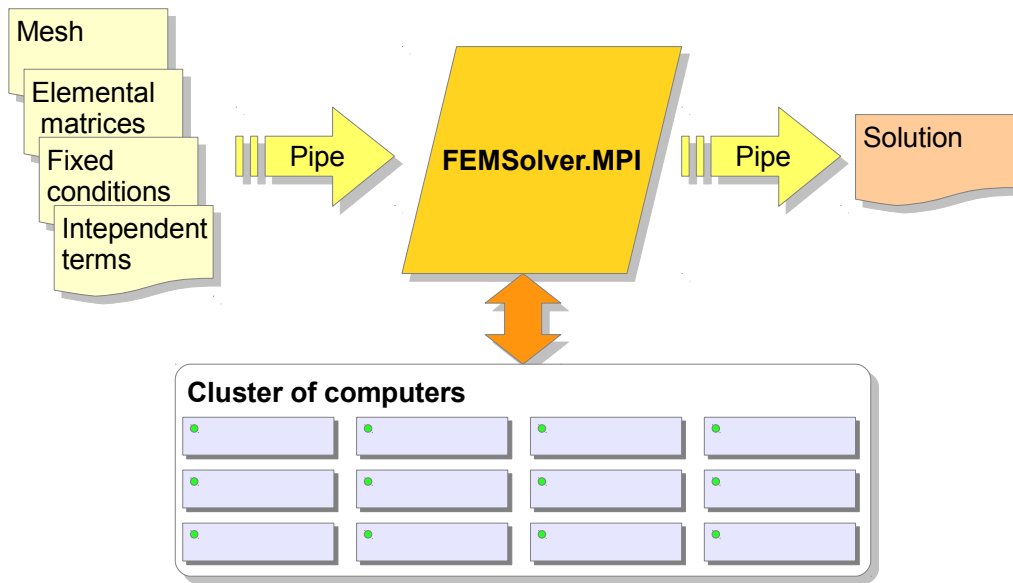 Mesh
Elemental
matrices
Fixed
conditions
Intependent
terms
Pipe
FEMSolver.MPI
Pipe
Solution
Cluster of computers